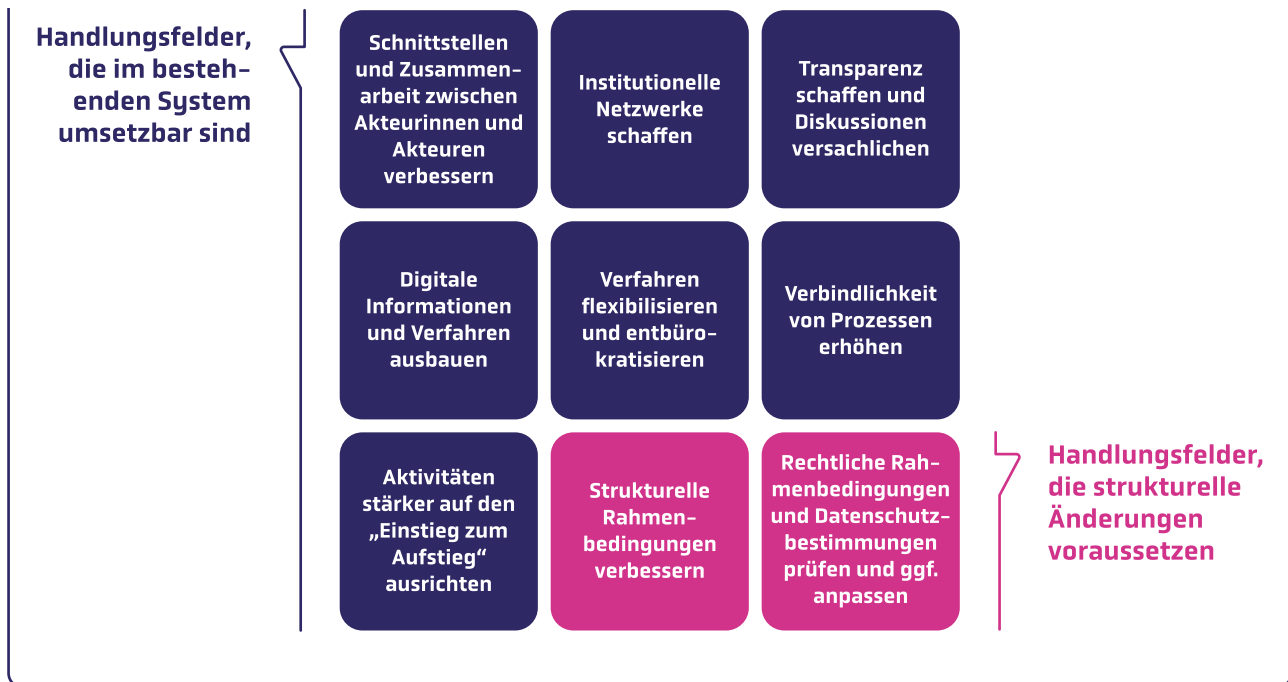 Handlungsfelder,
die im besteh-
enden System
umsetzbar sind
Schnittstellen
und Zusammen-
arbeit zwischen
Akteurinnen und
Akteuren
verbessern
Institutionelle
Netzwerke
schaffen
Transparenz
schaffen und
Diskussionen
versachlichen
Digitale
Informationen
und Verfahren
ausbauen
Verfahren
flexibilisieren
und entbüro-
kratisieren
Verbindlichkeit
von Prozessen
erhöhen
Aktivitäten
stärker auf den
„Einstieg zum
Aufstieg“
ausrichten
Strukturelle
Rahmen-
bedingungen
verbessern
Rechtliche Rah-
menbedingungen
und Datenschutz-
bestimmungen
prüfen und ggf.
anpassen
Handlungsfelder,
die strukturelle
Änderungen
voraussetzen